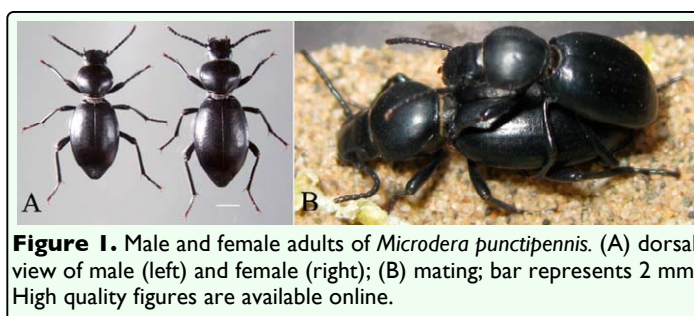 A
B
Figure 1. Male and female adults of Microdera punctipennis. (A) dorsal
view of male (left) and female (right); (B) mating; bar represents 2 mm
High quality figures are available online.